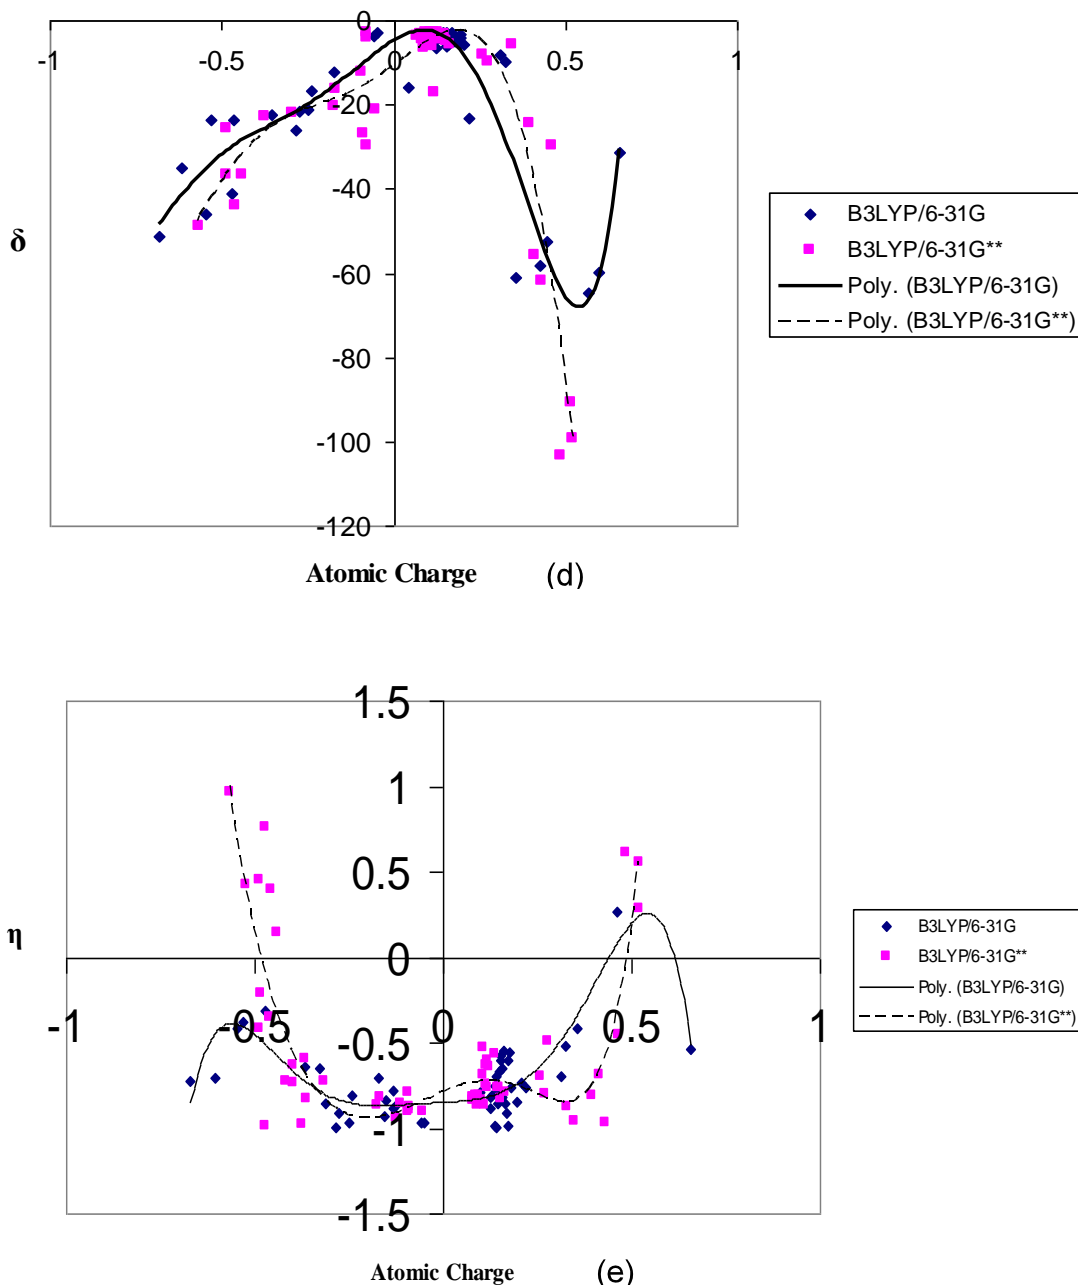 0
-1
-0.5
0
0.5
1
-20
-40
-60
-80
-100
-120
δ
Atomic Charge
(d)
B3LYP/6-31G
B3LYP/6-31G**
Poly. (B3LYP/6-31G)
Poly. (B3LYP/6-31G**)
1.5
1
0.5
0
-1
-0.5
0
0.5
1
-0.5
-1
-1.5
η
Atomic Charge
(e)
B3LYP/6-31G
B3LYP/6-31G**
Poly. (B3LYP/6-31G)
Poly. (B3LYP/6-31G**)